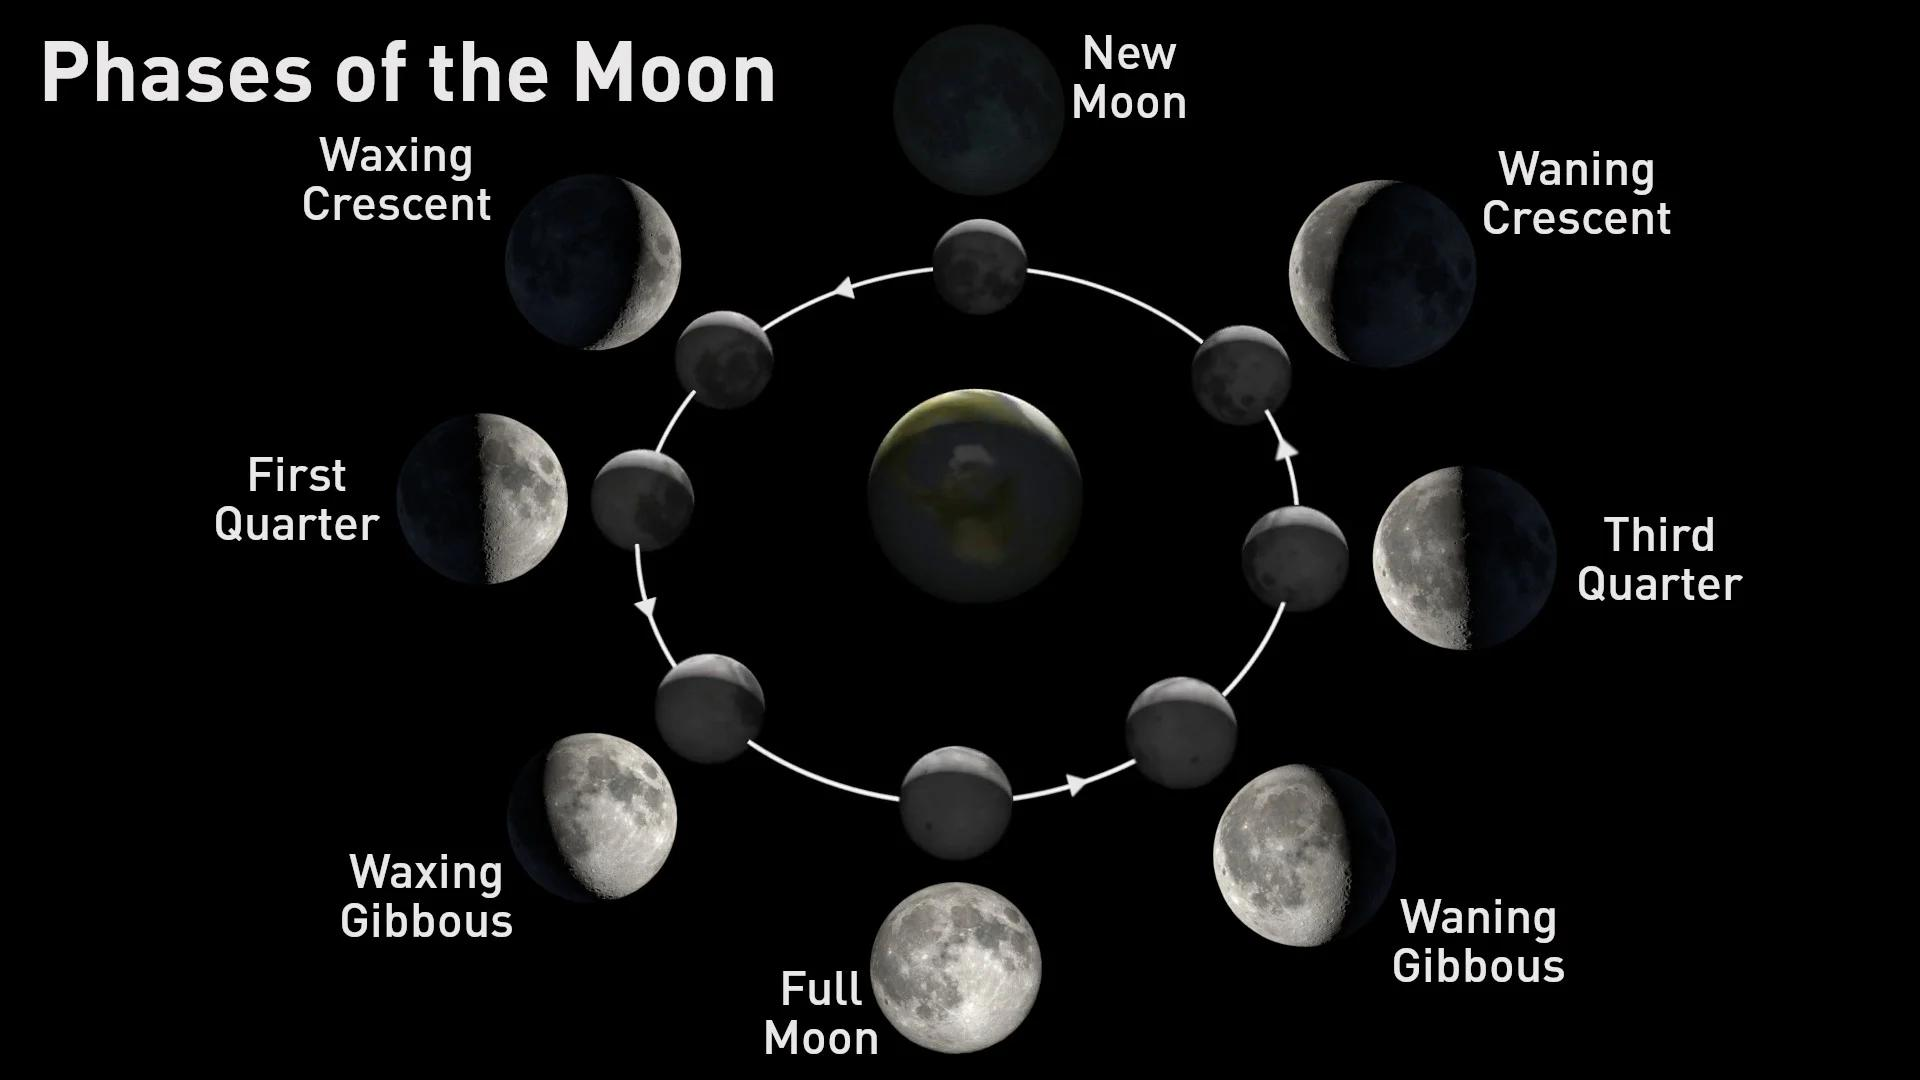 Phases of the Moon
New
Moon
Waxing
Crescent
Waning
Crescent
First
Quarter
Third
Quarter
Waxing
Gibbous
Waning
Gibbous
Full
Moon